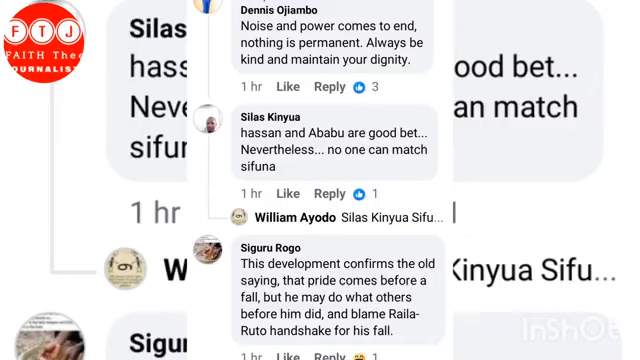 FTJ
FAITH The
JOURNALIST
Dennis Ojiambo
Noise and power comes to end,
nothing is permanent. Always be
kind and maintain your dignity.
1 hr Like Reply 3
Silas Kinyua
hassan and Ababu are good bet...
Nevertheless... no one can match
sifuna
1 hr Like Reply 1
William Ayodo Silas Kinyua Sifu...
Siguru Rogo
This development confirms the old
saying, that pride comes before a
fall, but he may do what others
before him did, and blame Raila-
Ruto handshake for his fall.
1 hr Like Reply 1
Silas
hass ood bet...
Neve an match
sifun
1 hr
W Kinyua Sifu...
Sigur
InShOt